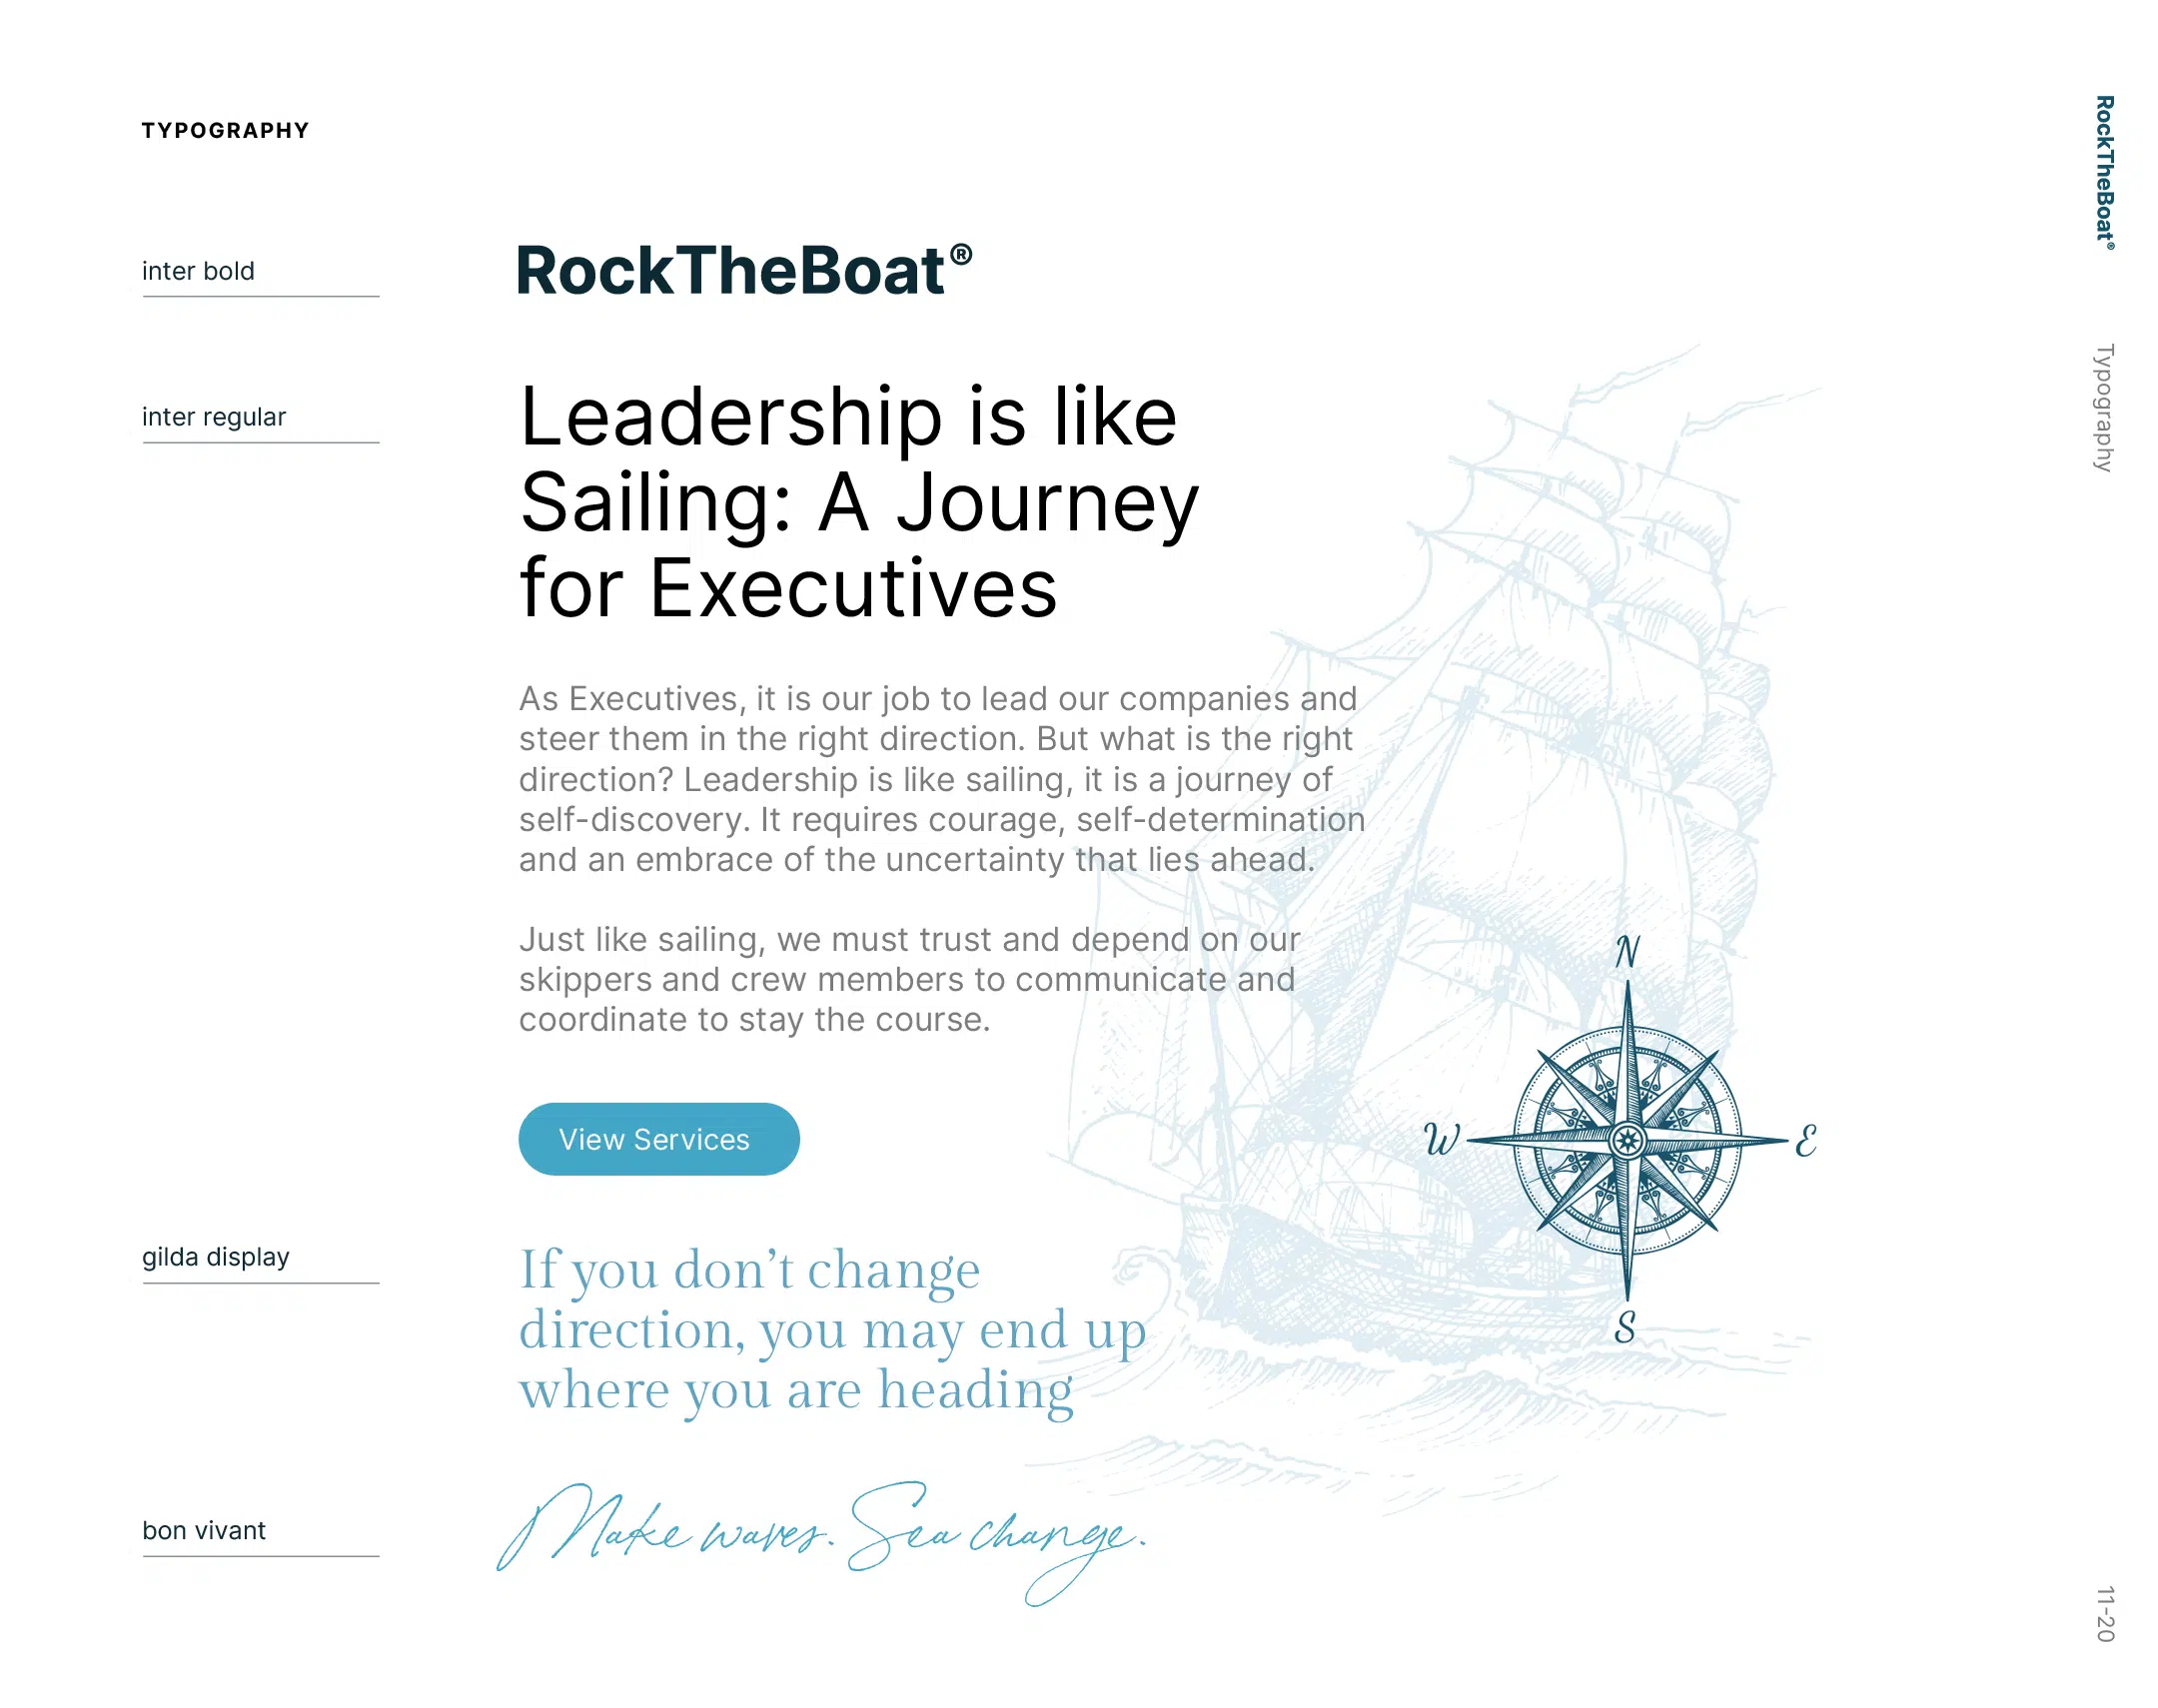 TYPOGRAPHY
inter bold
RockTheBoat®
inter regular
Leadership is like
Sailing: A Journey
for Executives
As Executives, it is our job to lead our companies and
steer them in the right direction. But what is the right
direction? Leadership is like sailing, it is a journey of
self-discovery. It requires courage, self-determination
and an embrace of the uncertainty that lies ahead.
Just like sailing, we must trust and depend on our
skippers and crew members to communicate and
coordinate to stay the course.
View Services
gilda display
If you don’t change
direction, you may end up
where you are heading
bon vivant
Make waves. Sea change.
N
W
E
S
RockTheBoat®
Typography
11-20